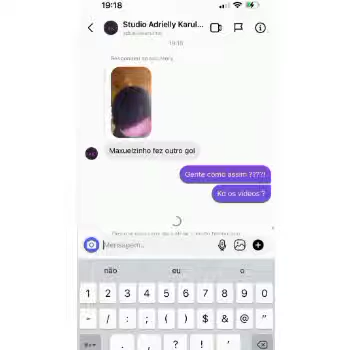 19:18
Studio Adrielly Karul...
19:18
Maxuelzinho fez outro gol
Gente como assim ????!
Kd os vídeos ?
Mensagem...
não eu o
1 2 3 4 5 6 7 8 9 0
- / : ; ( ) $ & @ "
. , ? ! '